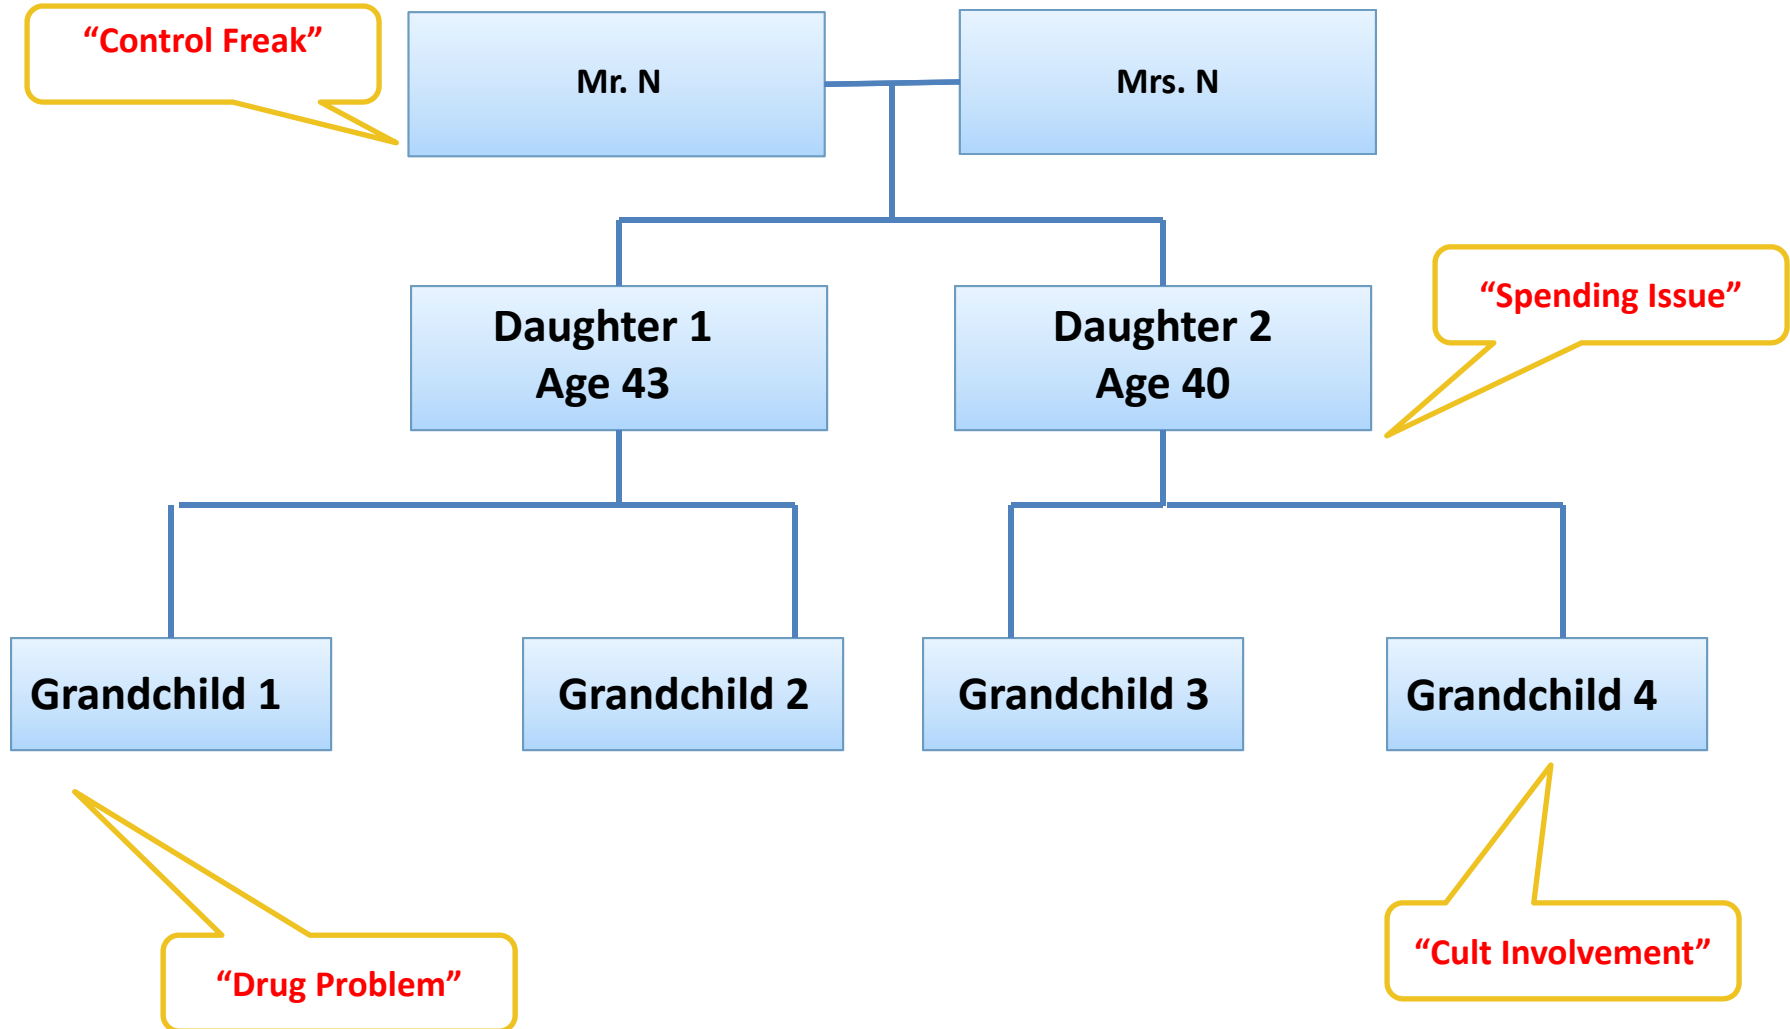 “Control Freak”
Mr. N
Mrs. N
“Spending Issue”
Daughter 1
Age 43
Daughter 2
Age 40
Grandchild 1
Grandchild 2
Grandchild 3
Grandchild 4
“Drug Problem”
“Cult Involvement”